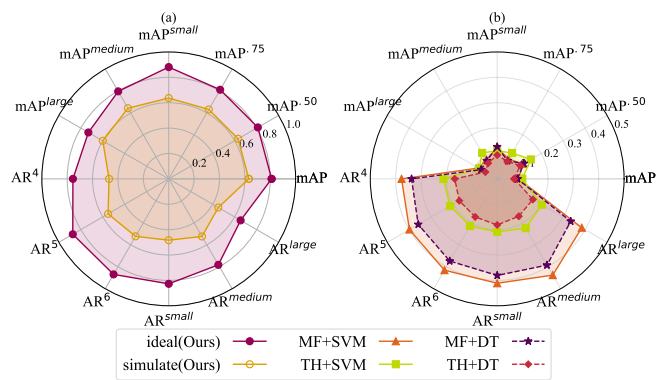 (a)
mAP^small
mAP^medium
mAP^.75
mAP^large
mAP^.50
1.0
0.8
0.6
0.4
0.2
AR^4
mAP
AR^5
AR^large
AR^6
AR^medium
AR^small
(b)
mAP^small
mAP^medium
mAP^.75
mAP^large
mAP^.50
0.5
0.4
0.3
0.2
AR^4
mAP
AR^5
AR^large
AR^6
AR^medium
AR^small
ideal(Ours) MF+SVM MF+DT
simulate(Ours) TH+SVM TH+DT